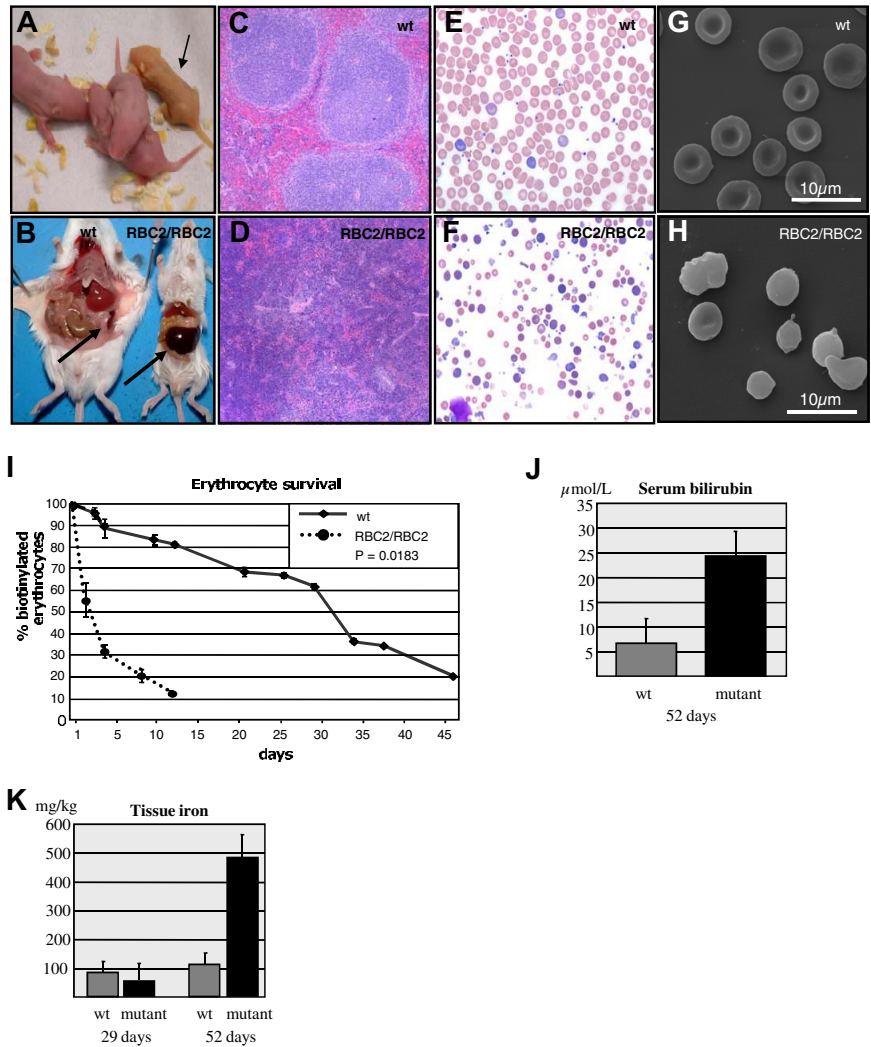 A
C
wt
E
wt
G
wt
10µm
B
wt RBC2/RBC2
D
RBC2/RBC2
F
RBC2/RBC2
H
RBC2/RBC2
10µm
I
Erythrocyte survival
% biotinylated
erythrocytes
100
90
80
70
60
50
40
30
20
10
0
wt
RBC2/RBC2
P = 0.0183
1 5 10 15 20 25 30 35 40 45
days
J
µmol/L Serum bilirubin
35
30
25
20
15
10
5
wt mutant
52 days
K
mg/kg Tissue iron
600
500
400
300
200
100
wt mutant wt mutant
29 days 52 days